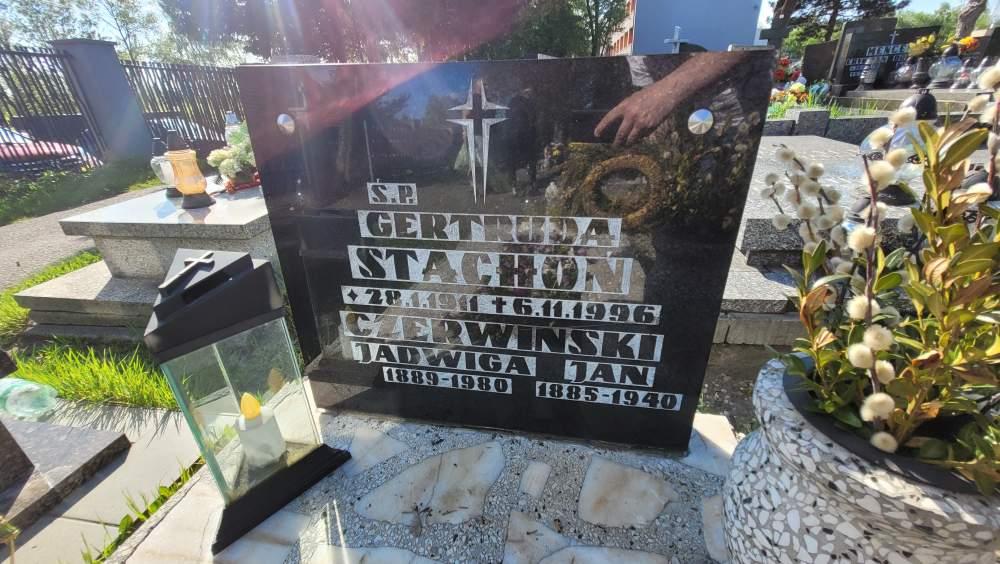 Ś.P.
GERTRUDA
STACHOŃ
✦28.1.1911 ✝6.11.1996
CZERWIŃSKI
JADWIGA JAN
1889-1980 1885-1940